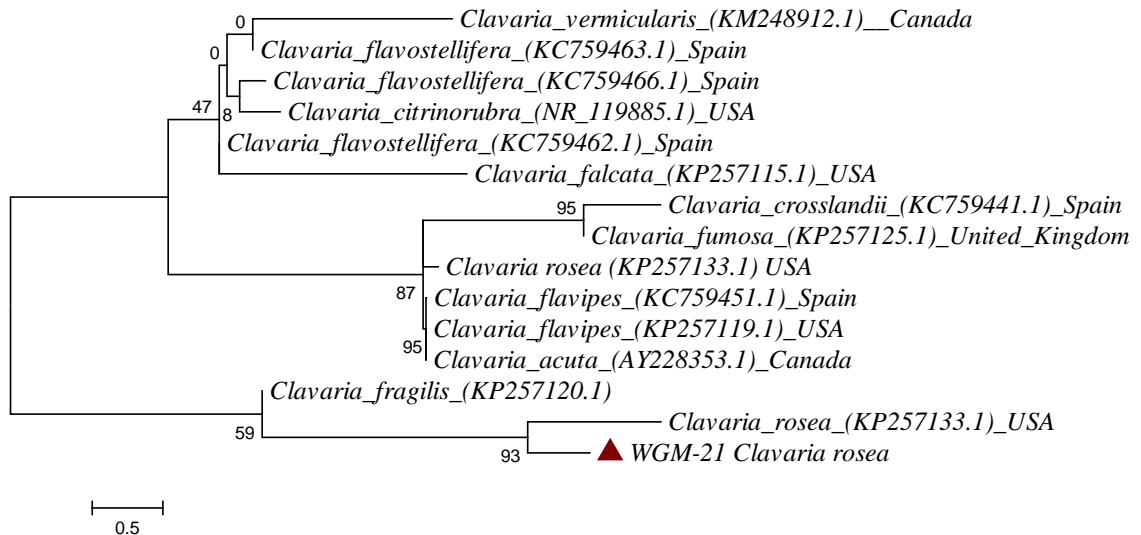 0
Clavaria_vermicularis_(KM248912.1)__Canada
0
Clavaria_flavostellifera_(KC759463.1)_Spain
Clavaria_flavostellifera_(KC759466.1)_Spain
47
8
Clavaria_citrinorubra_(NR_119885.1)_USA
Clavaria_flavostellifera_(KC759462.1)_Spain
Clavaria_falcata_(KP257115.1)_USA
95
Clavaria_crosslandii_(KC759441.1)_Spain
Clavaria_fumosa_(KP257125.1)_United_Kingdom
Clavaria rosea (KP257133.1) USA
87
Clavaria_flavipes_(KC759451.1)_Spain
Clavaria_flavipes_(KP257119.1)_USA
95
Clavaria_acuta_(AY228353.1)_Canada
Clavaria_fragilis_(KP257120.1)
59
Clavaria_rosea_(KP257133.1)_USA
93
WGM-21 Clavaria rosea
0.5